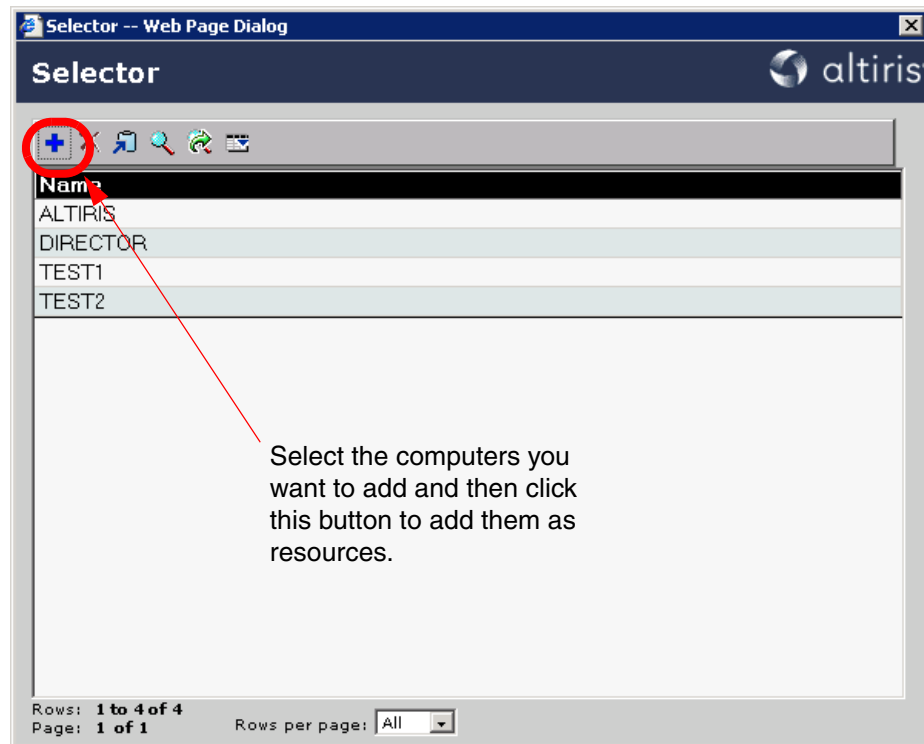 Selector -- Web Page Dialog
Selector
altiris
Name
ALTIRIS
DIRECTOR
TEST1
TEST2
Select the computers you
want to add and then click
this button to add them as
resources.
Rows: 1 to 4 of 4
Page: 1 of 1
Rows per page: All